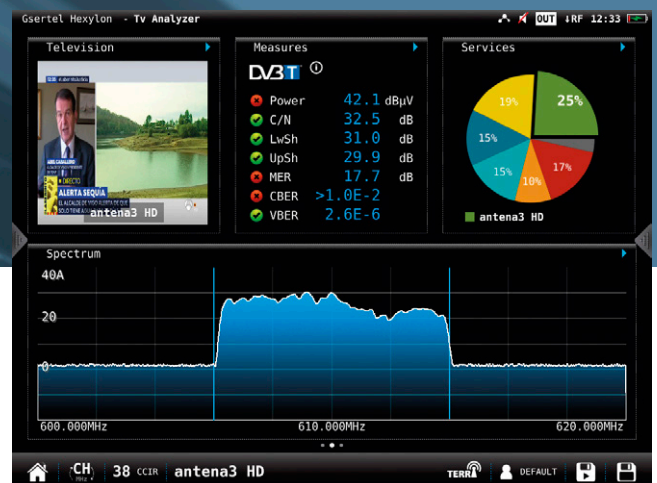 Gsertel Hexylon - Tv Analyzer
OUT RF 12:33
Television
DIRECTO
ALERTA SEQUIA
antena3 HD
Measures
DVB T
Power 42.1 dBµV
C/N 32.5 dB
LwSh 31.0 dB
UpSh 29.9 dB
MER 17.7 dB
CBER >1.0E-2
VBER 2.6E-6
Services
19%
25%
15%
15%
10%
17%
antena3 HD
Spectrum
40A
20
0
600.000MHz 610.000MHz 620.000MHz
CH MHz 38 CCIR antena3 HD TERR DEFAULT